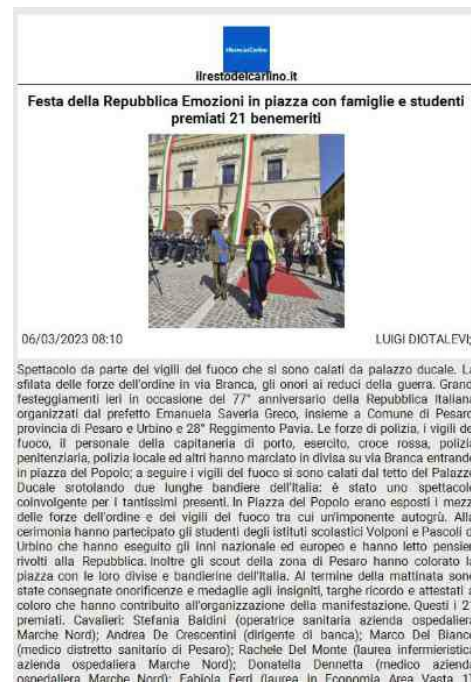 ilRestodelCarlino
ilrestodelcarlino.it
Festa della Repubblica Emozioni in piazza con famiglie e studenti
premiati 21 benemeriti
06/03/2023 08:10
LUIGI DIOTALEVI;
Spettacolo da parte dei vigili del fuoco che si sono calati da palazzo ducale. La
sfilata delle forze dell'ordine in via Branca, gli onori ai reduci della guerra. Grand
festeggiamenti ieri in occasione del 77° anniversario della Repubblica Italiana
organizzati dal prefetto Emanuela Saveria Greco, insieme a Comune di Pesaro
provincia di Pesaro e Urbino e 28° Reggimento Pavia. Le forze di polizia, i vigili de
fuoco, il personale della capitaneria di porto, esercito, croce rossa, polizia
penitenziaria, polizia locale ed altri hanno marciato in divisa su via Branca entrando
in piazza del Popolo; a seguire i vigili del fuoco si sono calati dal tetto del Palazzo
Ducale srotolando due lunghe bandiere dell'Italia: è stato uno spettacolo
coinvolgente per i tantissimi presenti. In Piazza del Popolo erano esposti i mezz
delle forze dell'ordine e dei vigili del fuoco tra cui un'imponente autogrù. Alla
cerimonia hanno partecipato gli studenti degli istituti scolastici Volponi e Pascoli d
Urbino che hanno eseguito gli inni nazionale ed europeo e hanno letto pensier
rivolti alla Repubblica. Inoltre gli scout della zona di Pesaro hanno colorato la
piazza con le loro divise e bandierine dell'Italia. Al termine della mattinata sono
state consegnate onorificenze e medaglie agli insigniti, targhe ricordo e attestati a
coloro che hanno contribuito all'organizzazione della manifestazione. Questi i 21
premiati. Cavalieri: Stefania Baldini (operatrice sanitaria azienda ospedaliera
Marche Nord); Andrea De Crescentini (dirigente di banca); Marco Del Bianco
(medico distretto sanitario di Pesaro); Rachele Del Monte (laurea infermieristica
azienda ospedaliera Marche Nord); Donatella Dennetta (medico azienda
ospedaliera Marche Nord); Fabiola Ferri (laurea in Economia Area Vasta 1)